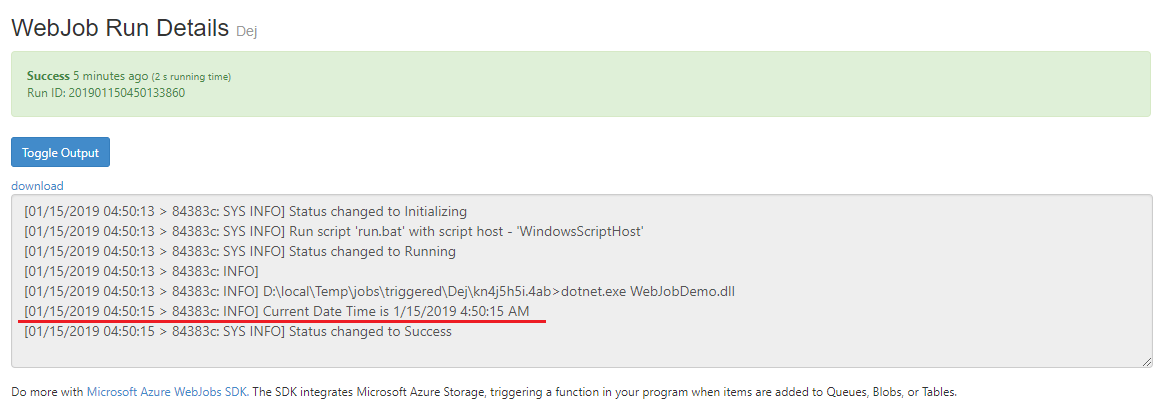 WebJob Run Details Dej
Success 5 minutes ago (2 s running time)
Run ID: 201901150450133860
Toggle Output
download
[01/15/2019 04:50:13 > 84383c: SYS INFO] Status changed to Initializing
[01/15/2019 04:50:13 > 84383c: SYS INFO] Run script 'run.bat' with script host - 'WindowsScriptHost'
[01/15/2019 04:50:13 > 84383c: SYS INFO] Status changed to Running
[01/15/2019 04:50:13 > 84383c: INFO]
[01/15/2019 04:50:13 > 84383c: INFO] D:\local\Temp\jobs\triggered\Dej\kn4j5h5i.4ab>dotnet.exe WebJobDemo.dll
[01/15/2019 04:50:15 > 84383c: INFO] Current Date Time is 1/15/2019 4:50:15 AM
[01/15/2019 04:50:15 > 84383c: SYS INFO] Status changed to Success
Do more with Microsoft Azure WebJobs SDK. The SDK integrates Microsoft Azure Storage, triggering a function in your program when items are added to Queues, Blobs, or Tables.